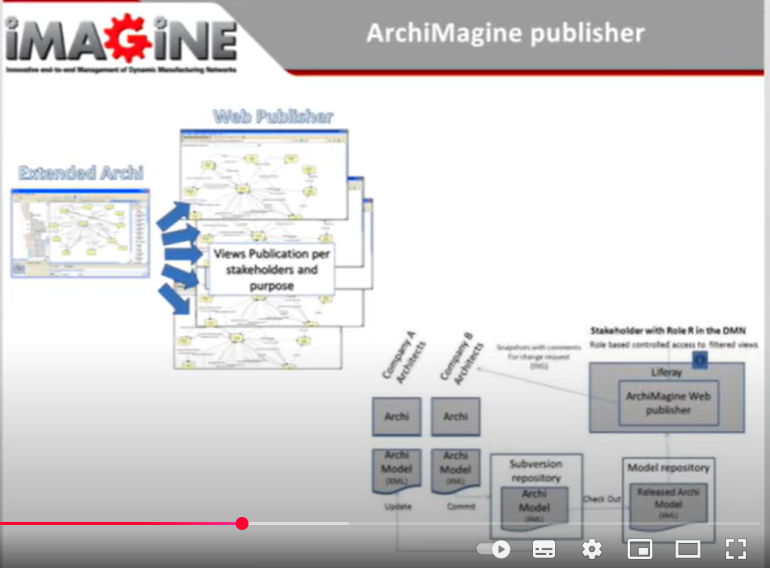 iMAGiNE
Innovative end-to-end Management of Dynamic Manufacturing Networks
ArchiMagine publisher
Web Publisher
Extended Archi
Views Publication per
stakeholders and
purpose
Company A
Architects
Company B
Architects
Snapshots with comments
For change request
(SVG)
Stakeholder with Role R in the DMN
Role based controlled access to filtered views
Liferay
ArchiMagine Web
publisher
Archi
Archi
Archi
Model
(XML)
Archi
Model
(XML)
Update
Commit
Subversion
repository
Archi
Model
(XML)
Check Out
Model repository
Released Archi
Model
(XML)